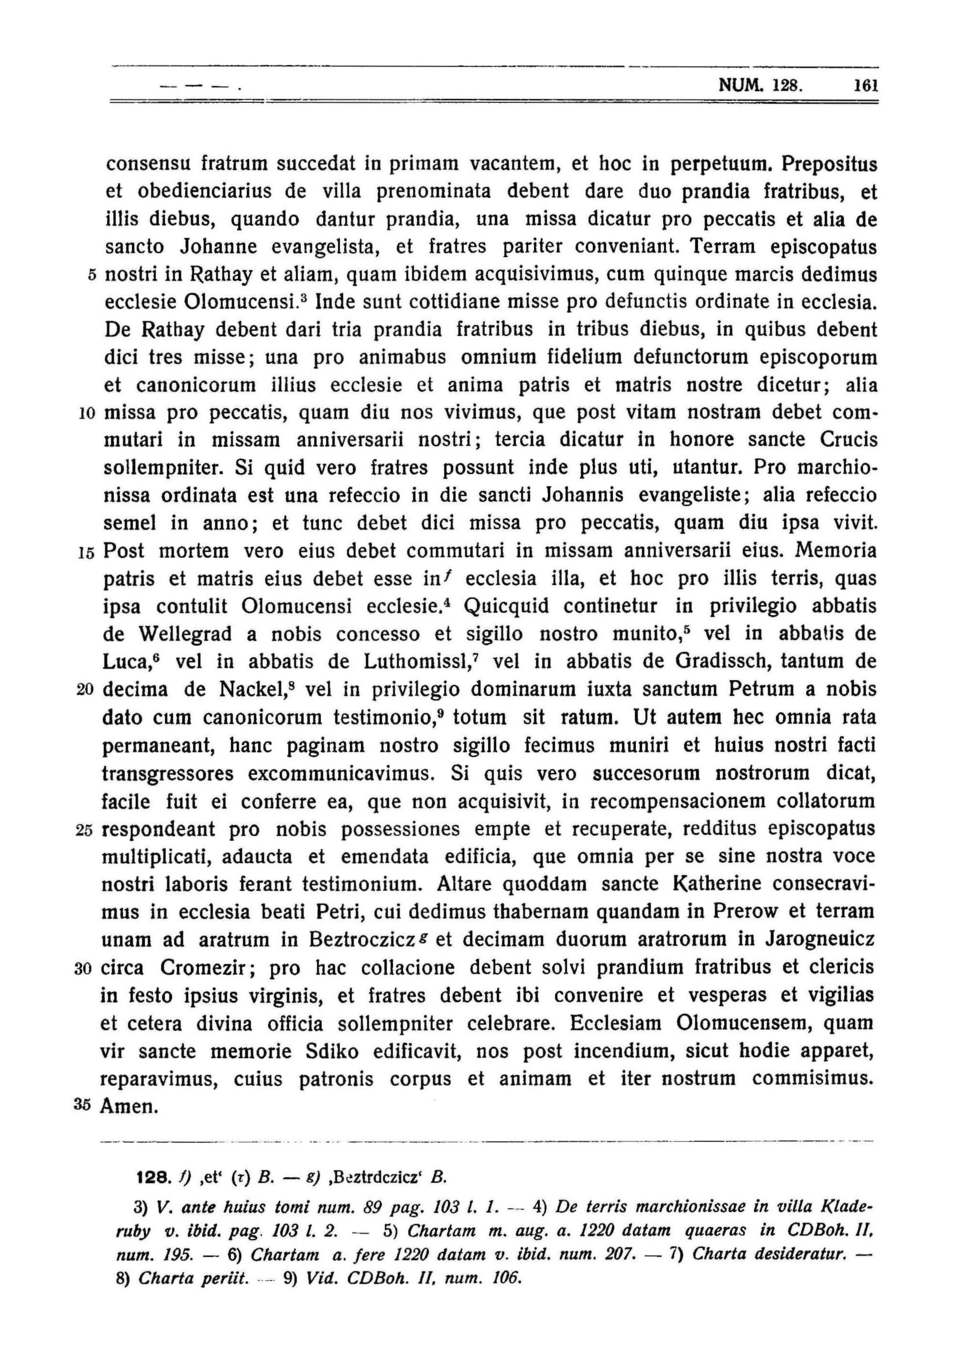 NUM. 128. 161
consensu fratrum succedat in primam vacantem, et hoc in perpetuum. Prepositus
et obedienciarius de villa prenominata debent dare duo prandia fratribus, et
illis diebus, quando dantur prandia, una missa dicatur pro peccatis et alia de
sancto Johanne evangelista, et fratres pariter conveniant. Terram episcopatus
5 nostri in Rathay et aliam, quam ibidem acquisivimus, cum quinque marcis dedimus
ecclesie Olomucensi.³ Inde sunt cottidiane misse pro defunctis ordinate in ecclesia.
De Rathay debent dari tria prandia fratribus in tribus diebus, in quibus debent
dici tres misse; una pro animabus omnium fidelium defunctorum episcoporum
et canonicorum illius ecclesie et anima patris et matris nostre dicetur; alia
10 missa pro peccatis, quam diu nos vivimus, que post vitam nostram debet com-
mutari in missam anniversarii nostri; tercia dicatur in honore sancte Crucis
sollempniter. Si quid vero fratres possunt inde plus uti, utantur. Pro marchio-
nissa ordinata est una refeccio in die sancti Johannis evangeliste; alia refeccio
semel in anno; et tunc debet dici missa pro peccatis, quam diu ipsa vivit.
15 Post mortem vero eius debet commutari in missam anniversarii eius. Memoria
patris et matris eius debet esse in f ecclesia illa, et hoc pro illis terris, quas
ipsa contulit Olomucensi ecclesie.⁴ Quicquid continetur in privilegio abbatis
de Wellegrad a nobis concesso et sigillo nostro munito,⁵ vel in abbatis de
Luca,⁶ vel in abbatis de Luthomissl,⁷ vel in abbatis de Gradissch, tantum de
20 decima de Nackel,⁸ vel in privilegio dominarum iuxta sanctum Petrum a nobis
dato cum canonicorum testimonio,⁹ totum sit ratum. Ut autem hec omnia rata
permaneant, hanc paginam nostro sigillo fecimus muniri et huius nostri facti
transgressores excommunicavimus. Si quis vero succesorum nostrorum dicat,
facile fuit ei conferre ea, que non acquisivit, in recompensacionem collatorum
25 respondeant pro nobis possessiones empte et recuperate, redditus episcopatus
multiplicati, adaucta et emendata edificia, que omnia per se sine nostra voce
nostri laboris ferant testimonium. Altare quoddam sancte Katherine consecravi-
mus in ecclesia beati Petri, cui dedimus thabernam quandam in Prerow et terram
unam ad aratrum in Beztroczicz g et decimam duorum aratrorum in Jarogneuicz
30 circa Cromezir; pro hac collacione debent solvi prandium fratribus et clericis
in festo ipsius virginis, et fratres debent ibi convenire et vesperas et vigilias
et cetera divina officia sollempniter celebrare. Ecclesiam Olomucensem, quam
vir sancte memorie Sdiko edificavit, nos post incendium, sicut hodie apparet,
reparavimus, cuius patronis corpus et animam et iter nostrum commisimus.
35 Amen.
128. f) ‚et‘ (τ) B. — g) ‚Beztrdczicz‘ B.
3) V. ante huius tomi num. 89 pag. 103 l. 1. — 4) De terris marchionissae in villa Klade-
ruby v. ibid. pag. 103 l. 2. — 5) Chartam m. aug. a. 1220 datam quaeras in CDBoh. II,
num. 195. — 6) Chartam a. fere 1220 datam v. ibid. num. 207. — 7) Charta desideratur. —
8) Charta periit. — 9) Vid. CDBoh. II, num. 106.